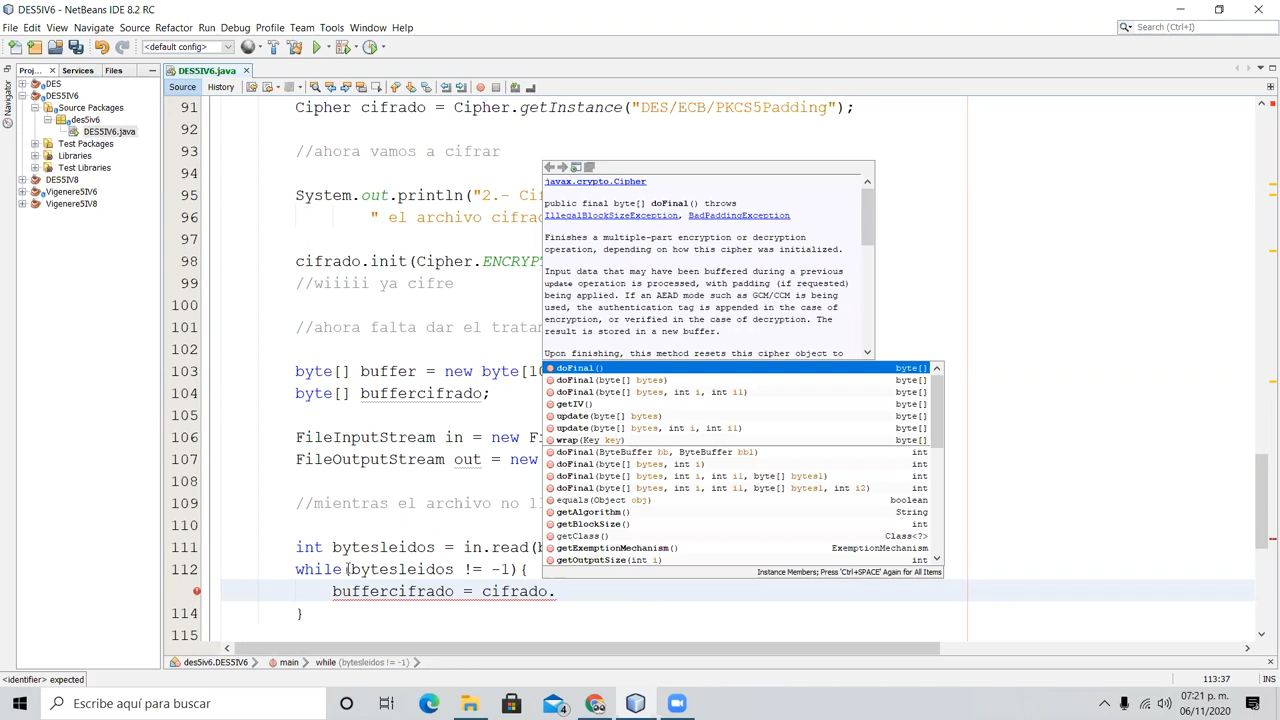 DES5IV6 - NetBeans IDE 8.2 RC
File Edit View Navigate Source Refactor Run Debug Profile Team Tools Window Help
Search (Ctrl+I)
<default config>
Proj... Services Files
DES5IV6.java
Navigator
DES
DES5IV6
Source Packages
des5iv6
DES5IV6.java
Test Packages
Libraries
Test Libraries
DES5IV8
Vigenere5IV6
Vigenere5IV8
Source History
91 Cipher cifrado = Cipher.getInstance("DES/ECB/PKCS5Padding");
92
93 //ahora vamos a cifrar
94
95 System.out.println("2.- Ci
96 " el archivo cifrad
97
98 cifrado.init(Cipher.ENCRYP
99 //wiiiii ya cifre
100
101 //ahora falta dar el tratam
102
103 byte[] buffer = new byte[10
104 byte[] buffercifrado;
105
106 FileInputStream in = new F
107 FileOutputStream out = new
108
109 //mientras el archivo no l
110
111 int bytesleidos = in.read(b
112 while(bytesleidos != -1){
buffercifrado = cifrado.
114 }
115
javax.crypto.Cipher
public final byte[] doFinal() throws
IllegalBlockSizeException, BadPaddingException
Finishes a multiple-part encryption or decryption
operation, depending on how this cipher was initialized.
Input data that may have been buffered during a previous
update operation is processed, with padding (if requested)
being applied. If an AEAD mode such as GCM/CCM is being
used, the authentication tag is appended in the case of
encryption, or verified in the case of decryption. The
result is stored in a new buffer.
Upon finishing, this method resets this cipher object to
doFinal() byte[]
doFinal(byte[] bytes) byte[]
doFinal(byte[] bytes, int i, int i1) byte[]
getIV() byte[]
update(byte[] bytes) byte[]
update(byte[] bytes, int i, int i1) byte[]
wrap(Key key) byte[]
doFinal(ByteBuffer bb, ByteBuffer bb1) int
doFinal(byte[] bytes, int i) int
doFinal(byte[] bytes, int i, int i1, byte[] bytes1) int
doFinal(byte[] bytes, int i, int i1, byte[] bytes1, int i2) int
equals(Object obj) boolean
getAlgorithm() String
getBlockSize() int
getClass() Class<?>
getExemptionMechanism() ExemptionMechanism
getOutputSize(int i) int
Instance Members; Press 'Ctrl+SPACE' Again for All Items
des5iv6.DES5IV6 main while (bytesleidos != -1)
<identifier> expected
113:37 INS
Escribe aquí para buscar
4
07:21 p. m.
06/11/2020